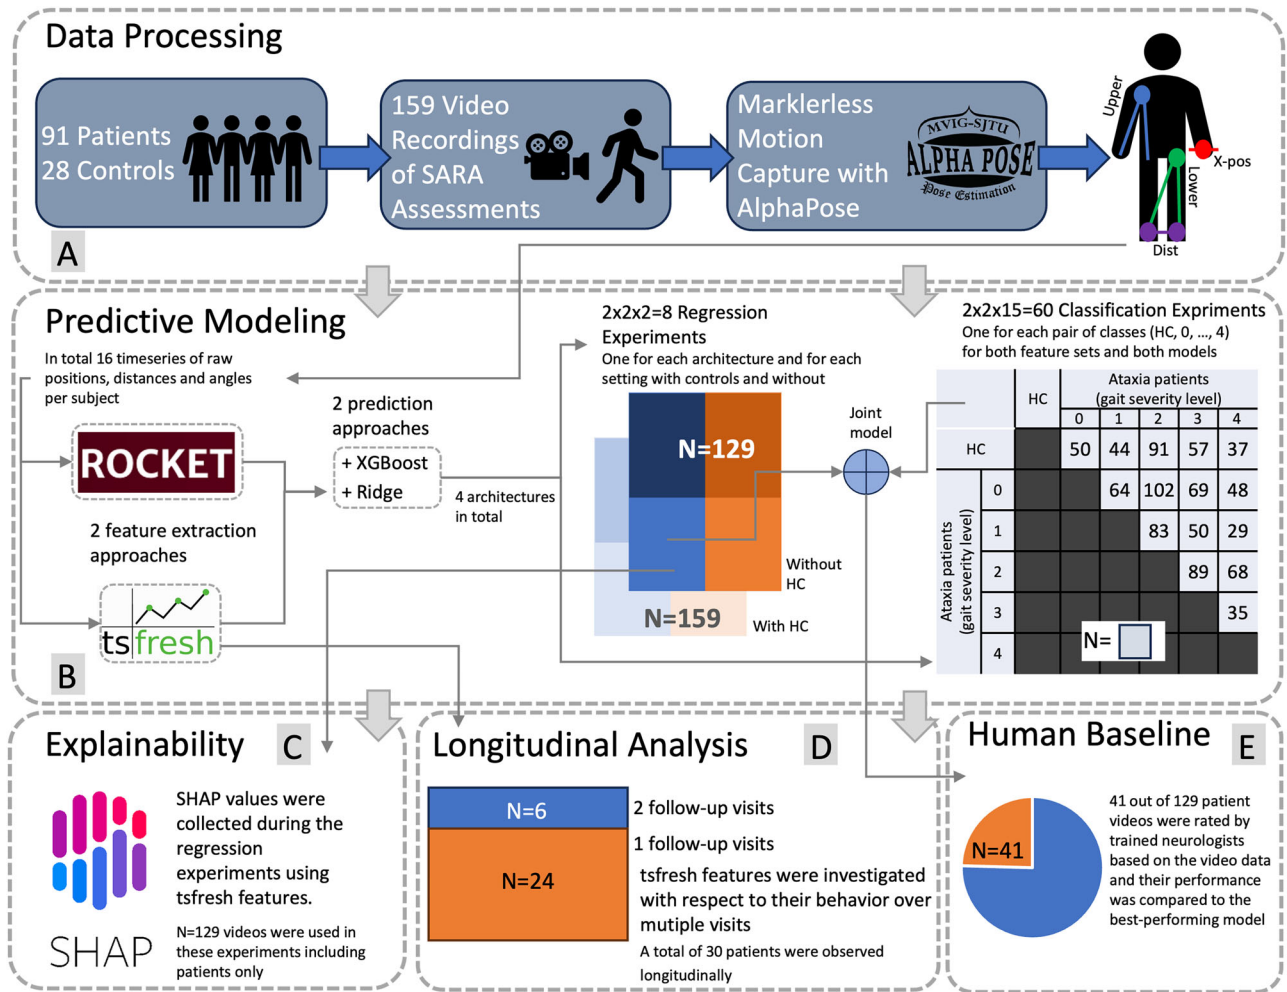 Data Processing
91 Patients
28 Controls
159 Video
Recordings
of SARA
Assessments
Marklerless
Motion
Capture with
AlphaPose
MVIG-SJTU
ALPHA POSE
Pose Estimation
Upper
X-pos
Lower
Dist
A
Predictive Modeling
In total 16 timeseries of raw
positions, distances and angles
per subject
ROCKET
2 feature extraction
approaches
tsfresh
2 prediction
approaches
+ XGBoost
+ Ridge
4 architectures
in total
2x2x2=8 Regression
Experiments
One for each architecture and for each
setting with controls and without
N=129
Without
HC
N=159
With HC
Joint
model
2x2x15=60 Classification Expriments
One for each pair of classes (HC, 0, ..., 4)
for both feature sets and both models
HC
Ataxia patients
(gait severity level)
0 1 2 3 4
HC 50 44 91 57 37
Ataxia patients
(gait severity level)
0 64 102 69 48
1 83 50 29
2 89 68
3 35
4
N=
B
Explainability
C
SHAP values were
collected during the
regression
experiments using
tsfresh features.
SHAP
N=129 videos were used in
these experiments including
patients only
Longitudinal Analysis
D
N=6
2 follow-up visits
1 follow-up visits
N=24
tsfresh features were investigated
with respect to their behavior over
mutiple visits
A total of 30 patients were observed
longitudinally
Human Baseline
E
N=41
41 out of 129 patient
videos were rated by
trained neurologists
based on the video data
and their performance
was compared to the
best-performing model